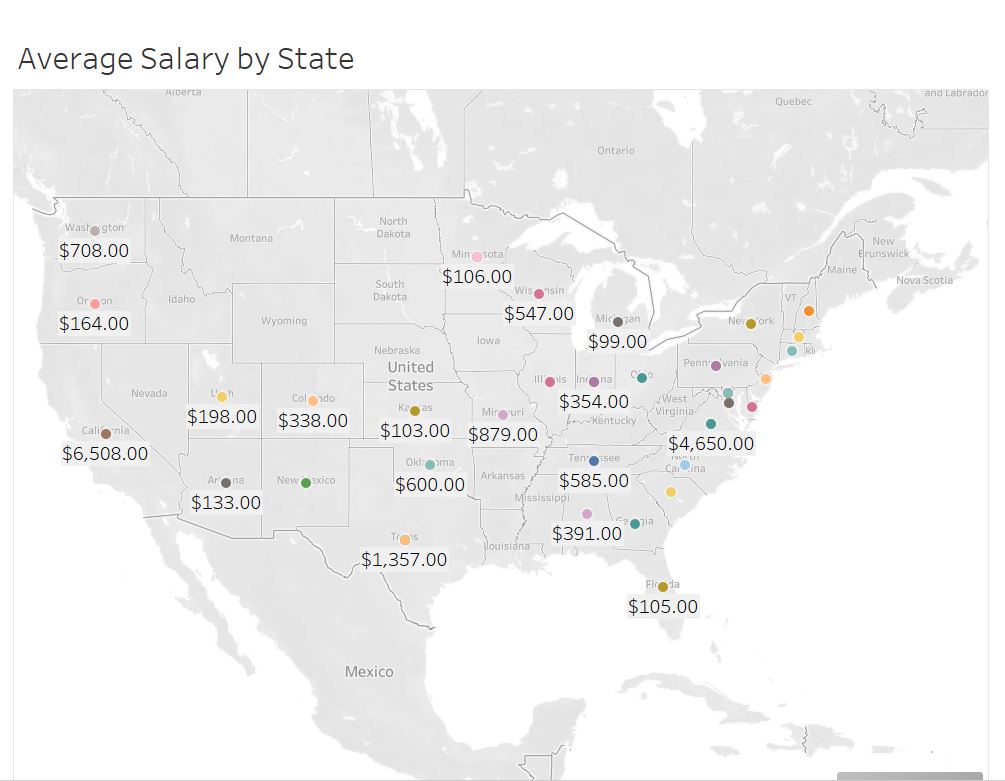 Average Salary by State
Alberta
Quebec
and Labrador
Ontario
Washington
$708.00
Montana
North
Dakota
Minnesota
$106.00
New
Brunswick
Maine
Nova Scotia
Oregon
$164.00
Idaho
South
Dakota
Wisconsin
$547.00
VT
Wyoming
Michigan
$99.00
New York
Iowa
Nebraska
RI
United
States
Pennsylvania
Illinois
Indiana
Ohio
$354.00
Nevada
Utah
$198.00
Colorado
$338.00
Kansas
$103.00
Missouri
$879.00
West
Virginia
Kentucky
California
$6,508.00
$4,650.00
Oklahoma
$600.00
Tennessee
$585.00
North
Carolina
Arizona
$133.00
New Mexico
Arkansas
Mississippi
$391.00
Georgia
Texas
$1,357.00
Louisiana
Florida
$105.00
Mexico